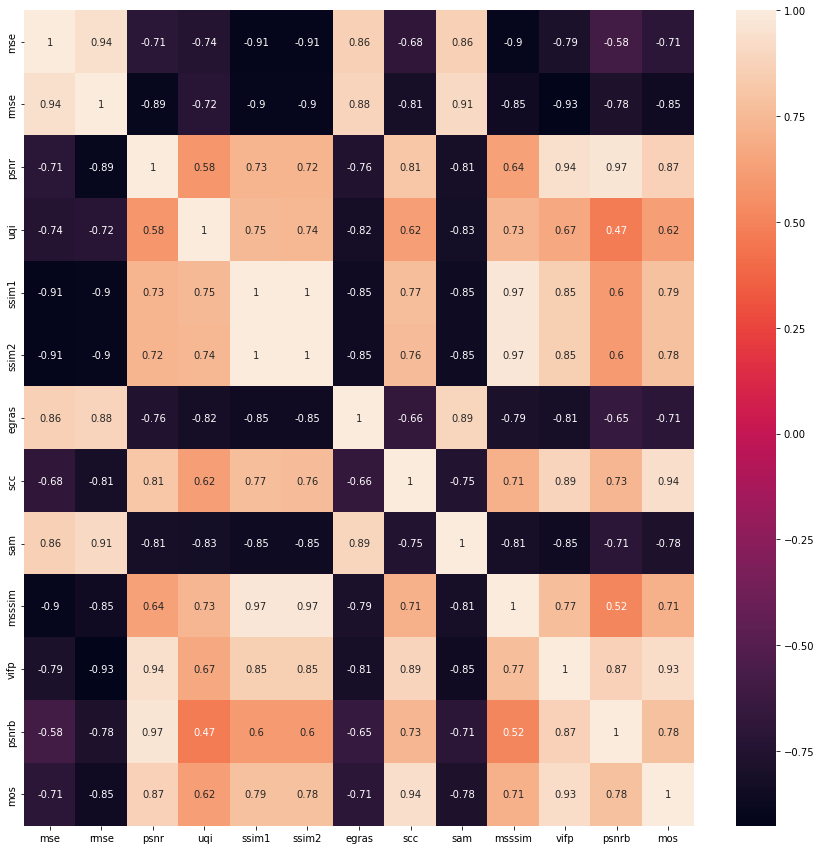 mse 1 0.94 -0.71 -0.74 -0.91 -0.91 0.86 -0.68 0.86 -0.9 -0.79 -0.58 -0.71
rmse 0.94 1 -0.89 -0.72 -0.9 -0.9 0.88 -0.81 0.91 -0.85 -0.93 -0.78 -0.85
psnr -0.71 -0.89 1 0.58 0.73 0.72 -0.76 0.81 -0.81 0.64 0.94 0.97 0.87
uqi -0.74 -0.72 0.58 1 0.75 0.74 -0.82 0.62 -0.83 0.73 0.67 0.47 0.62
ssim1 -0.91 -0.9 0.73 0.75 1 1 -0.85 0.77 -0.85 0.97 0.85 0.6 0.79
ssim2 -0.91 -0.9 0.72 0.74 1 1 -0.85 0.76 -0.85 0.97 0.85 0.6 0.78
egras 0.86 0.88 -0.76 -0.82 -0.85 -0.85 1 -0.66 0.89 -0.79 -0.81 -0.65 -0.71
scc -0.68 -0.81 0.81 0.62 0.77 0.76 -0.66 1 -0.75 0.71 0.89 0.73 0.94
sam 0.86 0.91 -0.81 -0.83 -0.85 -0.85 0.89 -0.75 1 -0.81 -0.85 -0.71 -0.78
msssim -0.9 -0.85 0.64 0.73 0.97 0.97 -0.79 0.71 -0.81 1 0.77 0.52 0.71
vifp -0.79 -0.93 0.94 0.67 0.85 0.85 -0.81 0.89 -0.85 0.77 1 0.87 0.93
psnrb -0.58 -0.78 0.97 0.47 0.6 0.6 -0.65 0.73 -0.71 0.52 0.87 1 0.78
mos -0.71 -0.85 0.87 0.62 0.79 0.78 -0.71 0.94 -0.78 0.71 0.93 0.78 1
mse rmse psnr uqi ssim1 ssim2 egras scc sam msssim vifp psnrb mos
1.00
0.75
0.50
0.25
0.00
−0.25
−0.50
−0.75